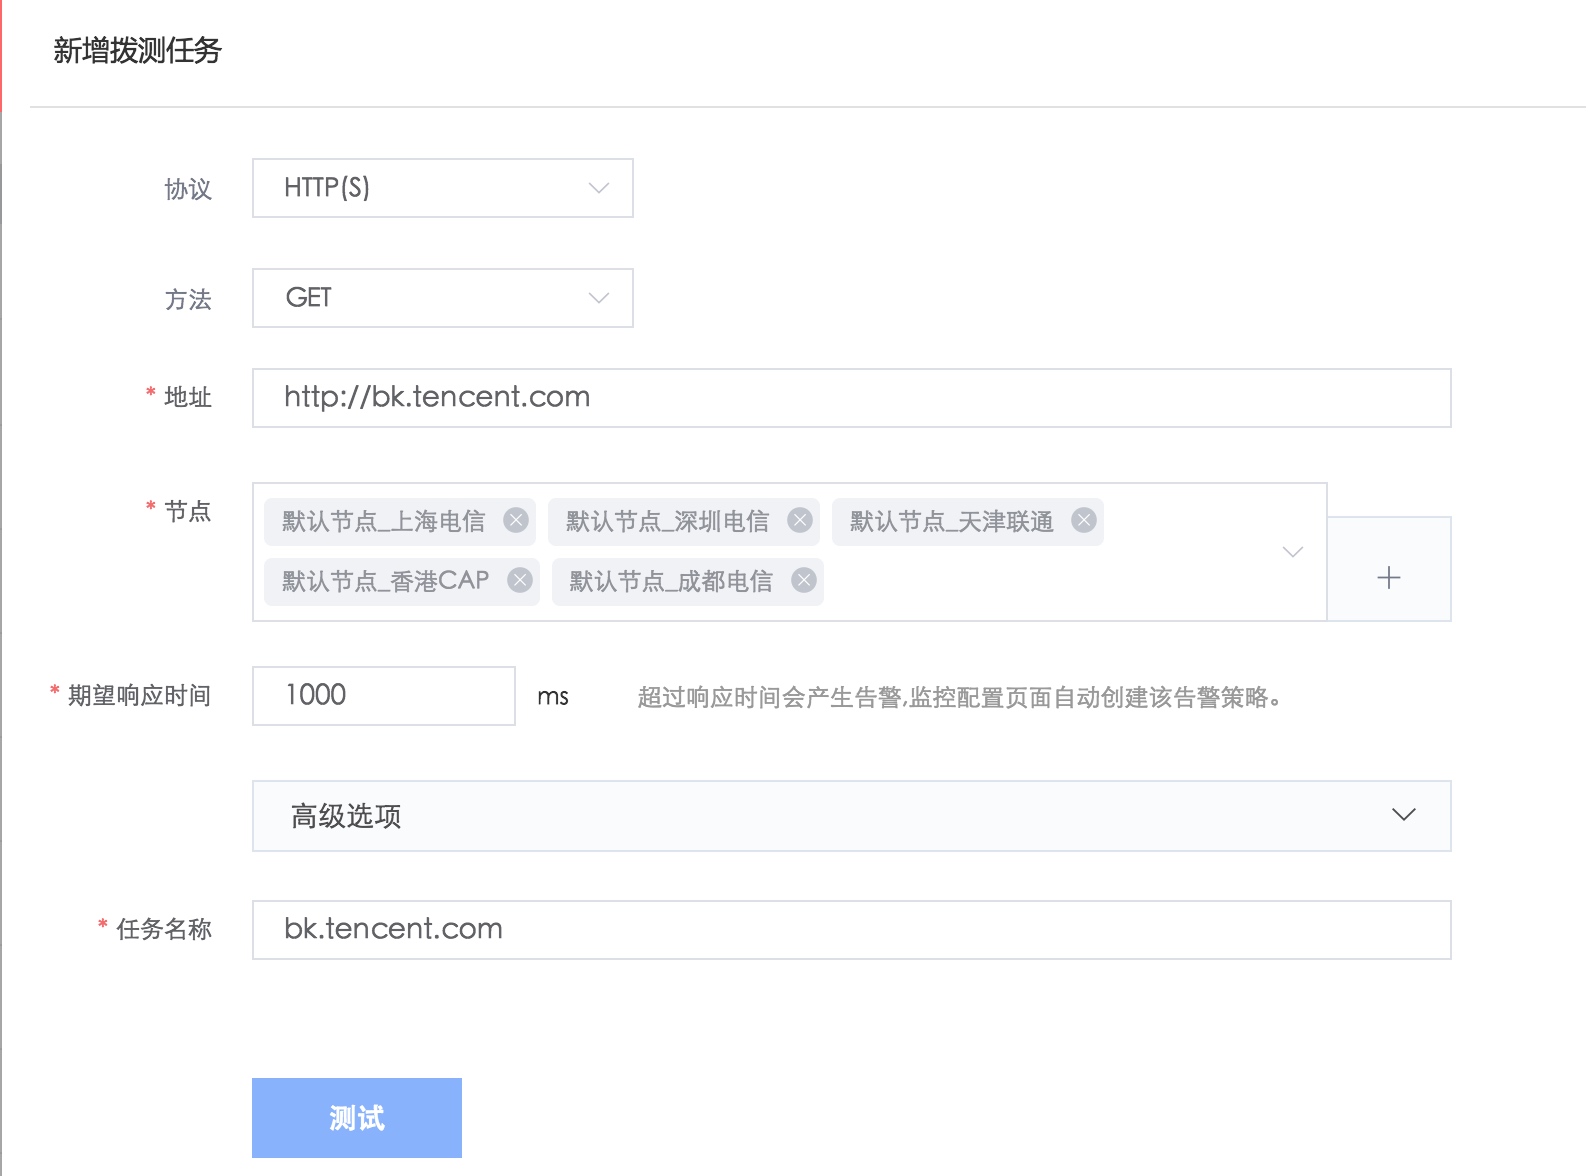 新增拨测任务
协议 HTTP(S)
方法 GET
* 地址 http://bk.tencent.com
* 节点 默认节点_上海电信 默认节点_深圳电信 默认节点_天津联通
默认节点_香港CAP 默认节点_成都电信
* 期望响应时间 1000 ms 超过响应时间会产生告警,监控配置页面自动创建该告警策略。
高级选项
* 任务名称 bk.tencent.com
测试